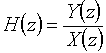 H(z) = Y(z) / X(z)